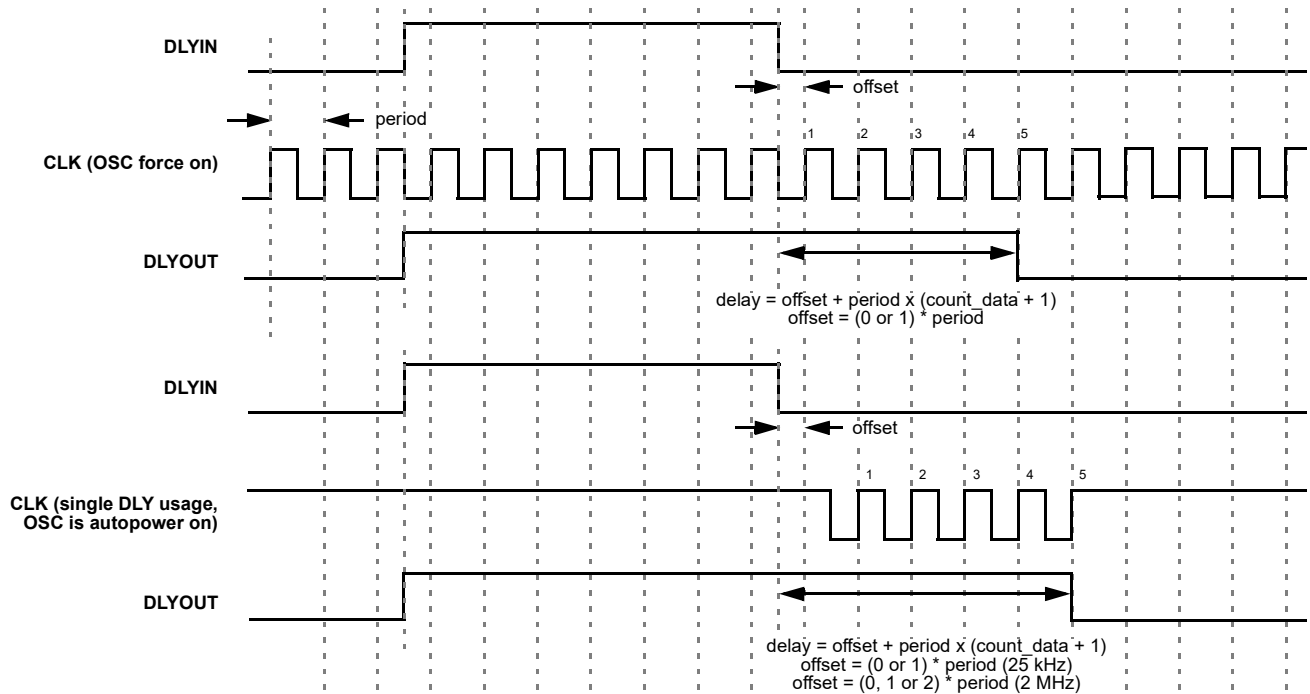 DLYIN
offset
period
1 2 3 4 5
CLK (OSC force on)
DLYOUT
delay = offset + period x (count_data + 1)
offset = (0 or 1) * period
DLYIN
offset
1 2 3 4 5
CLK (single DLY usage,
OSC is autopower on)
DLYOUT
delay = offset + period x (count_data + 1)
offset = (0 or 1) * period (25 kHz)
offset = (0, 1 or 2) * period (2 MHz)